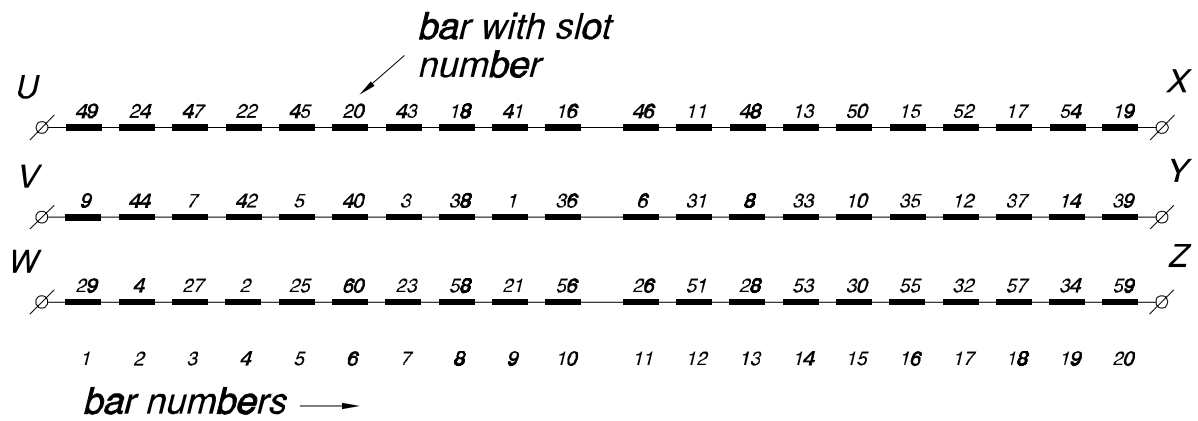 bar with slot
number
U X
49 24 47 22 45 20 43 18 41 16 46 11 48 13 50 15 52 17 54 19
V Y
9 44 7 42 5 40 3 38 1 36 6 31 8 33 10 35 12 37 14 39
W Z
29 4 27 2 25 60 23 58 21 56 26 51 28 53 30 55 32 57 34 59
1 2 3 4 5 6 7 8 9 10 11 12 13 14 15 16 17 18 19 20
bar numbers